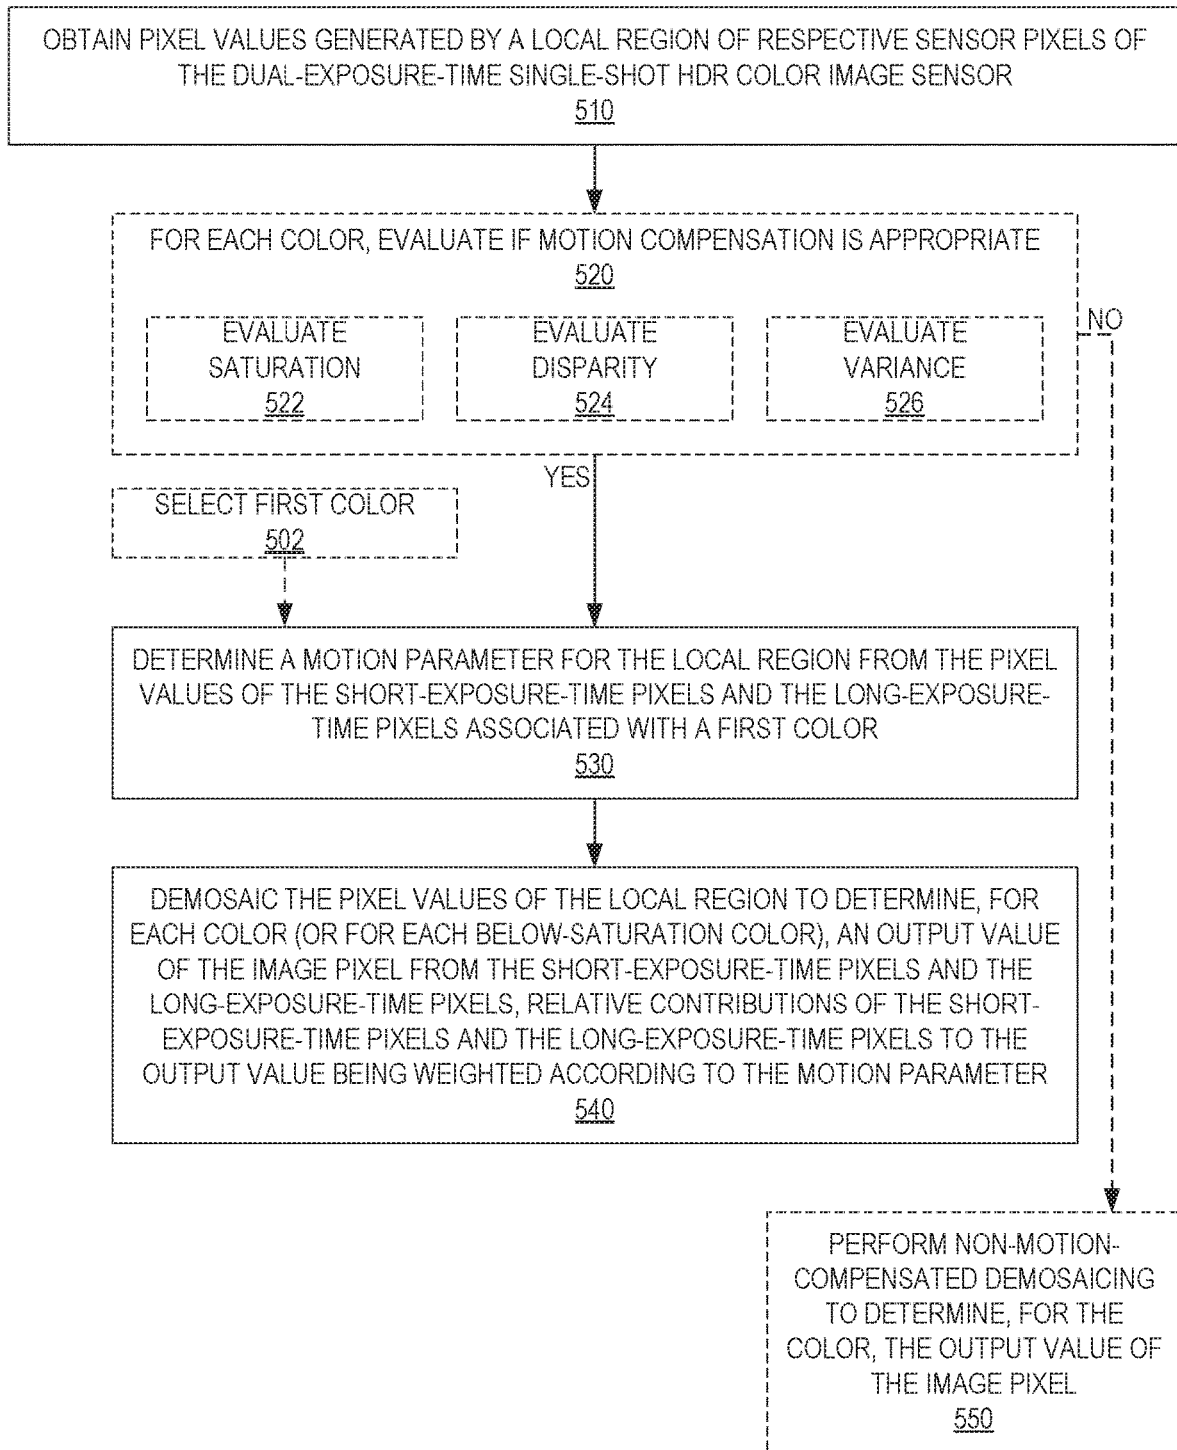 OBTAIN PIXEL VALUES GENERATED BY A LOCAL REGION OF RESPECTIVE SENSOR PIXELS OF
THE DUAL-EXPOSURE-TIME SINGLE-SHOT HDR COLOR IMAGE SENSOR
510
FOR EACH COLOR, EVALUATE IF MOTION COMPENSATION IS APPROPRIATE
520
EVALUATE
SATURATION
522
EVALUATE
DISPARITY
524
EVALUATE
VARIANCE
526
NO
YES
SELECT FIRST COLOR
502
DETERMINE A MOTION PARAMETER FOR THE LOCAL REGION FROM THE PIXEL
VALUES OF THE SHORT-EXPOSURE-TIME PIXELS AND THE LONG-EXPOSURE-
TIME PIXELS ASSOCIATED WITH A FIRST COLOR
530
DEMOSAIC THE PIXEL VALUES OF THE LOCAL REGION TO DETERMINE, FOR
EACH COLOR (OR FOR EACH BELOW-SATURATION COLOR), AN OUTPUT VALUE
OF THE IMAGE PIXEL FROM THE SHORT-EXPOSURE-TIME PIXELS AND THE
LONG-EXPOSURE-TIME PIXELS, RELATIVE CONTRIBUTIONS OF THE SHORT-
EXPOSURE-TIME PIXELS AND THE LONG-EXPOSURE-TIME PIXELS TO THE
OUTPUT VALUE BEING WEIGHTED ACCORDING TO THE MOTION PARAMETER
540
PERFORM NON-MOTION-
COMPENSATED DEMOSAICING
TO DETERMINE, FOR THE
COLOR, THE OUTPUT VALUE OF
THE IMAGE PIXEL
550